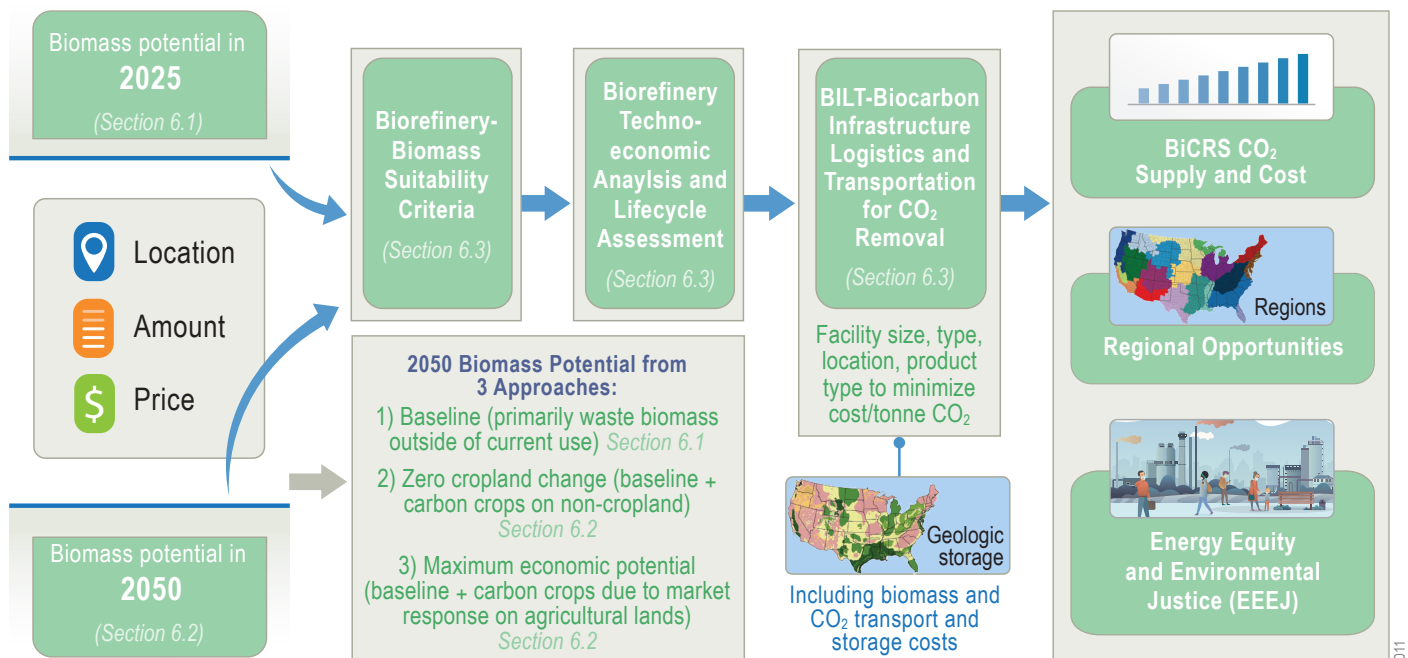 Biomass potential in
2025
(Section 6.1)
Location
Amount
$
Price
Biomass potential in
2050
(Section 6.2)
Biorefinery-
Biomass
Suitability
Criteria
(Section 6.3)
Biorefinery
Techno-
economic
Anaylsis and
Lifecycle
Assessment
(Section 6.3)
2050 Biomass Potential from
3 Approaches:
1) Baseline (primarily waste biomass
outside of current use) Section 6.1
2) Zero cropland change (baseline +
carbon crops on non-cropland)
Section 6.2
3) Maximum economic potential
(baseline + carbon crops due to market
response on agricultural lands)
Section 6.2
BILT-Biocarbon
Infrastructure
Logistics and
Transportation
for CO₂
Removal
(Section 6.3)
Facility size, type,
location, product
type to minimize
cost/tonne CO₂
Geologic
storage
Including biomass and
CO₂ transport and
storage costs
BiCRS CO₂
Supply and Cost
Regions
Regional Opportunities
Energy Equity
and Environmental
Justice (EEEJ)
011